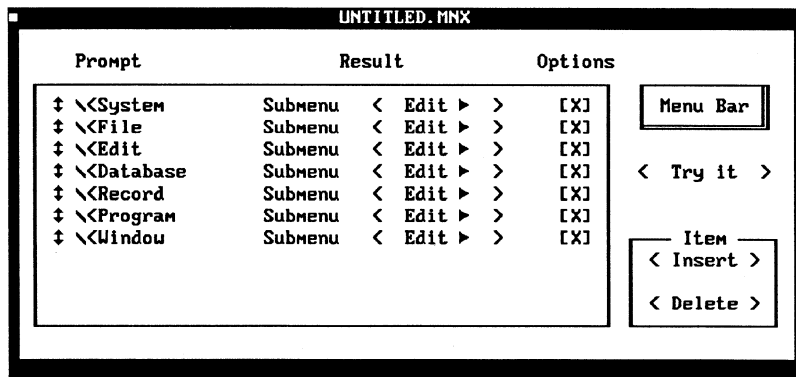 UNTITLED.MNX
Prompt Result Options
↕ \<System Submenu < Edit ► > [X]
↕ \<File Submenu < Edit ► > [X]
↕ \<Edit Submenu < Edit ► > [X]
↕ \<Database Submenu < Edit ► > [X]
↕ \<Record Submenu < Edit ► > [X]
↕ \<Program Submenu < Edit ► > [X]
↕ \<Window Submenu < Edit ► > [X]
Menu Bar
< Try it >
Item
< Insert >
< Delete >